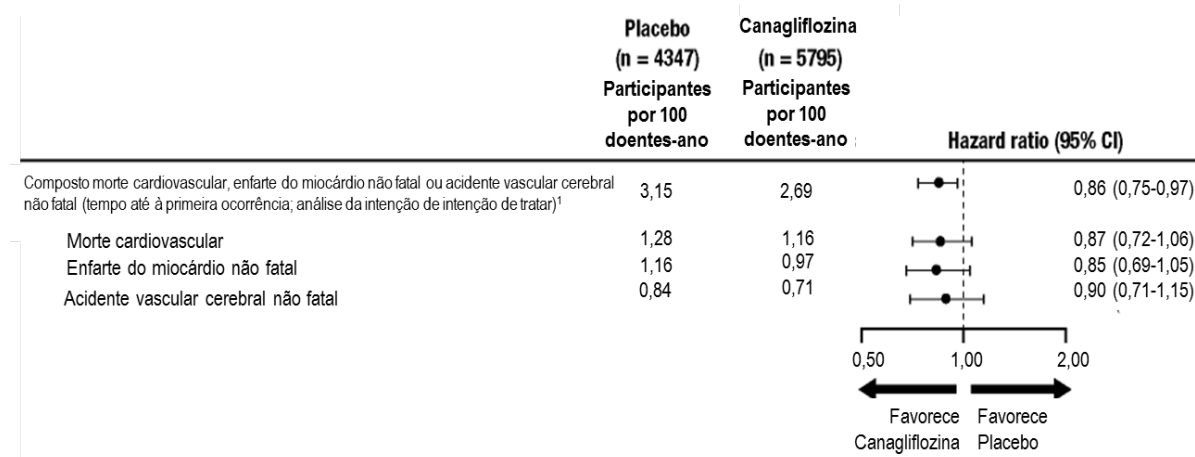 Placebo
(n = 4347)
Participantes
por 100
doentes-ano
Canagliflozina
(n = 5795)
Participantes
por 100
doentes-ano
Hazard ratio (95% CI)
Composto morte cardiovascular, enfarte do miocárdio não fatal ou acidente vascular cerebral
não fatal (tempo até à primeira ocorrência; análise da intenção de intenção de tratar)¹
3,15 2,69 0,86 (0,75-0,97)
Morte cardiovascular 1,28 1,16 0,87 (0,72-1,06)
Enfarte do miocárdio não fatal 1,16 0,97 0,85 (0,69-1,05)
Acidente vascular cerebral não fatal 0,84 0,71 0,90 (0,71-1,15)
0,50 1,00 2,00
Favorece
Canagliflozina
Favorece
Placebo